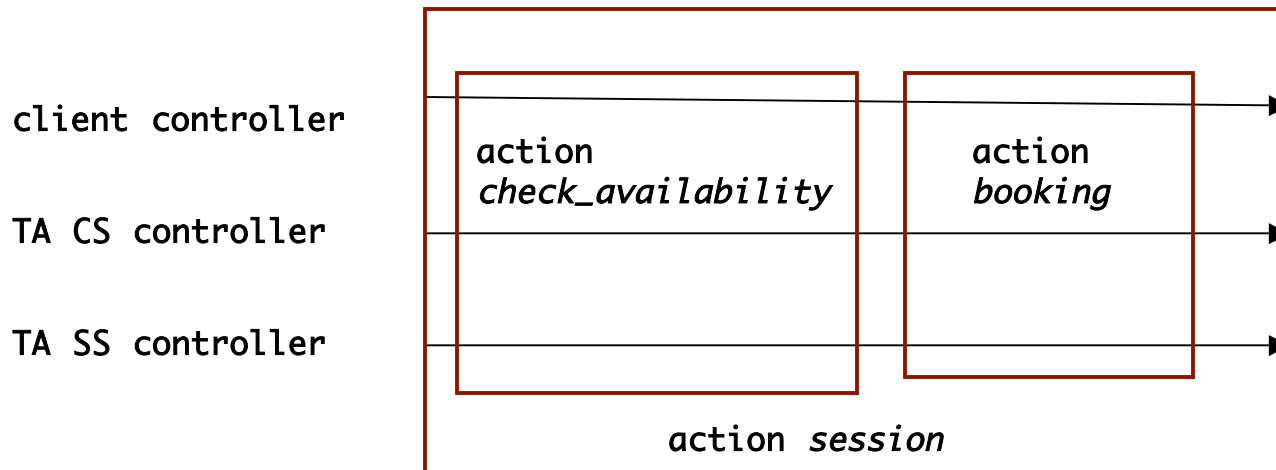 client controller
action
check_availability
action
booking
TA CS controller
TA SS controller
action session